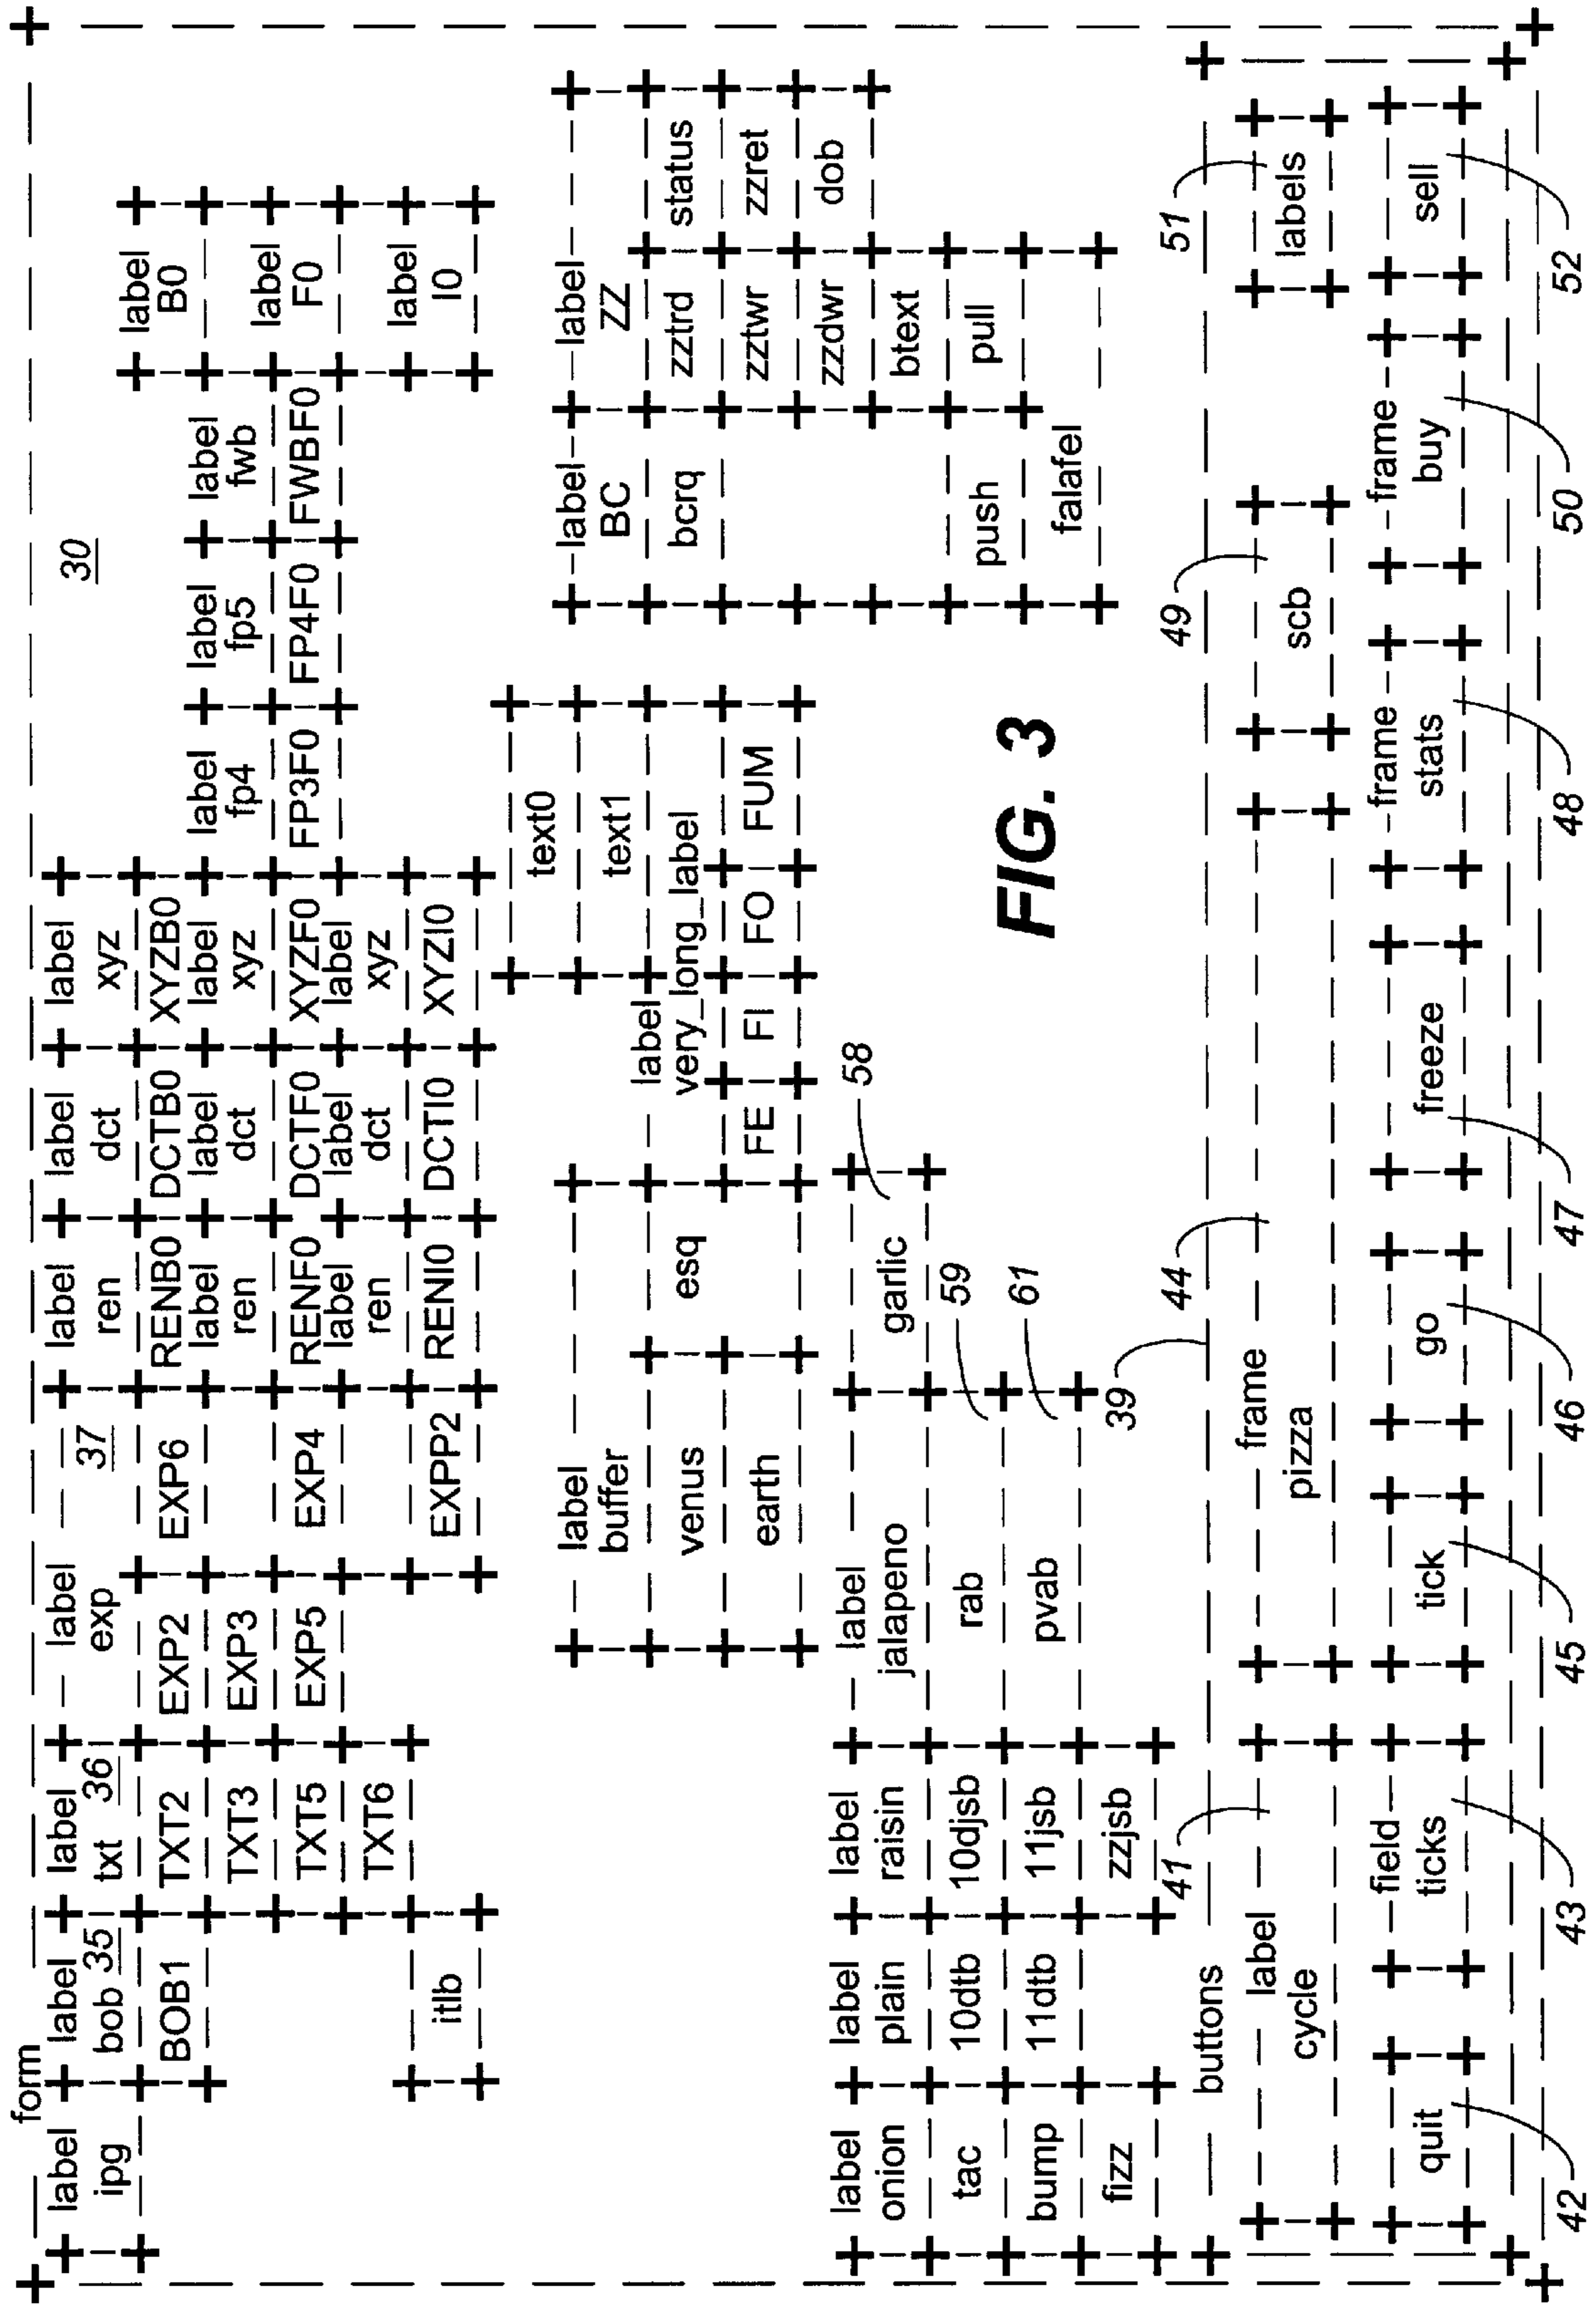 form
label label label label label label label
ipg bob 35 txt 36 exp 37 ren dct xyz
30
label B0
BOB1 TXT2 EXP2 EXP6 RENB0 DCTB0 XYZB0
label label label label label label
TXT3 EXP3 ren dct xyz fp4 fp5 fwb
label F0
TXT5 EXP5 EXP4 RENF0 DCTF0 XYZF0 FP3F0 FP4F0 FWBF0
label label label
TXT6 ren dct xyz
label I0
itlb EXPP2 RENI0 DCTI0 XYZI0
text0
label label label
buffer text1 BC ZZ
label
venus esq very_long_label bcrq zztrd status
earth FE FI FO FUM zztwr zzret
zzdwr dob
label label label label
onion plain raisin jalapeno garlic 58
btext
tac 10dtb 10djsb rab 59 push pull
bump 11dtb 11jsb pvab 61 falafel
fizz zzjsb
FIG. 3
39
41 44 49 51
buttons
label frame
cycle pizza scb labels
field frame frame
quit ticks tick go freeze stats buy sell
42 43 45 46 47 48 50 52